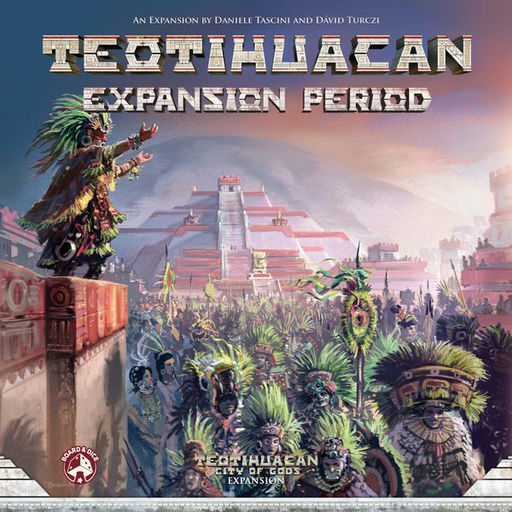 AN EXPANSION BY DANIELE TASCINI AND DÁVID TURCZI
TEOTIHUACAN
EXPANSION PERIOD
BOARD & DICE
TEOTIHUACAN
CITY OF GODS
EXPANSION